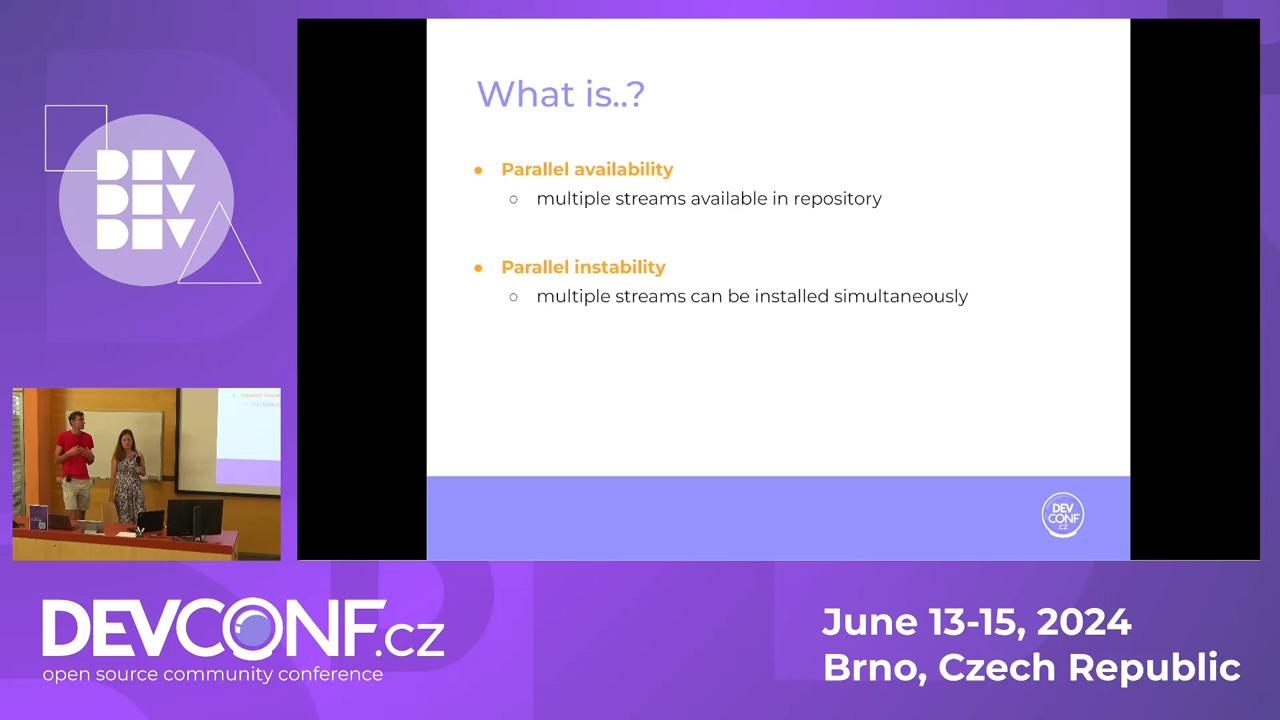 DEV
DEV
DEV
What is..?
Parallel availability
multiple streams available in repository
Parallel instability
multiple streams can be installed simultaneously
DEV
CONF
.CZ
DEVCONF.cz
open source community conference
June 13-15, 2024
Brno, Czech Republic